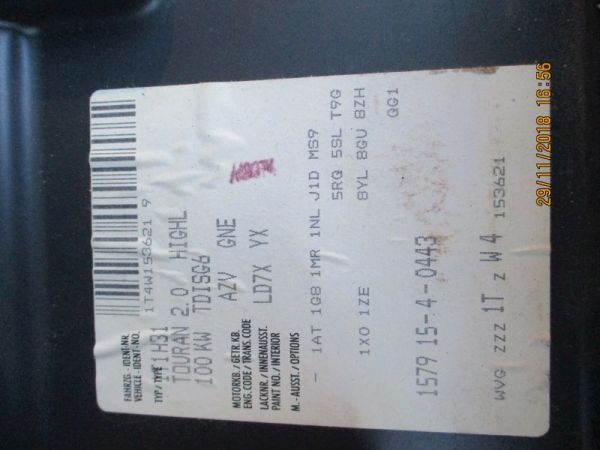 FAHRZG.-IDENT-NR.
VEHICLE-IDENT-NO.
1T4W153621 9
TYP/TYPE 1H31
TOURAN 2.0 HIGHL
100 KW TDISG6
MOTORKB./GETR.KB.
ENG.CODE/TRANS.CODE
AZV GNE
LACKNR./INNENAUSST.
PAINT NO./INTERIOR
LD7X YX
M.-AUSST./OPTIONS
- 1AT 1G8 1MR 1NL J1D MS9
5RQ 5SL T9G
1X0 1ZE 8YL 8GU 8ZH
QG1
1579 15-4-0443
WVG ZZZ 1T Z W 4 153621
29/11/2018 16:56